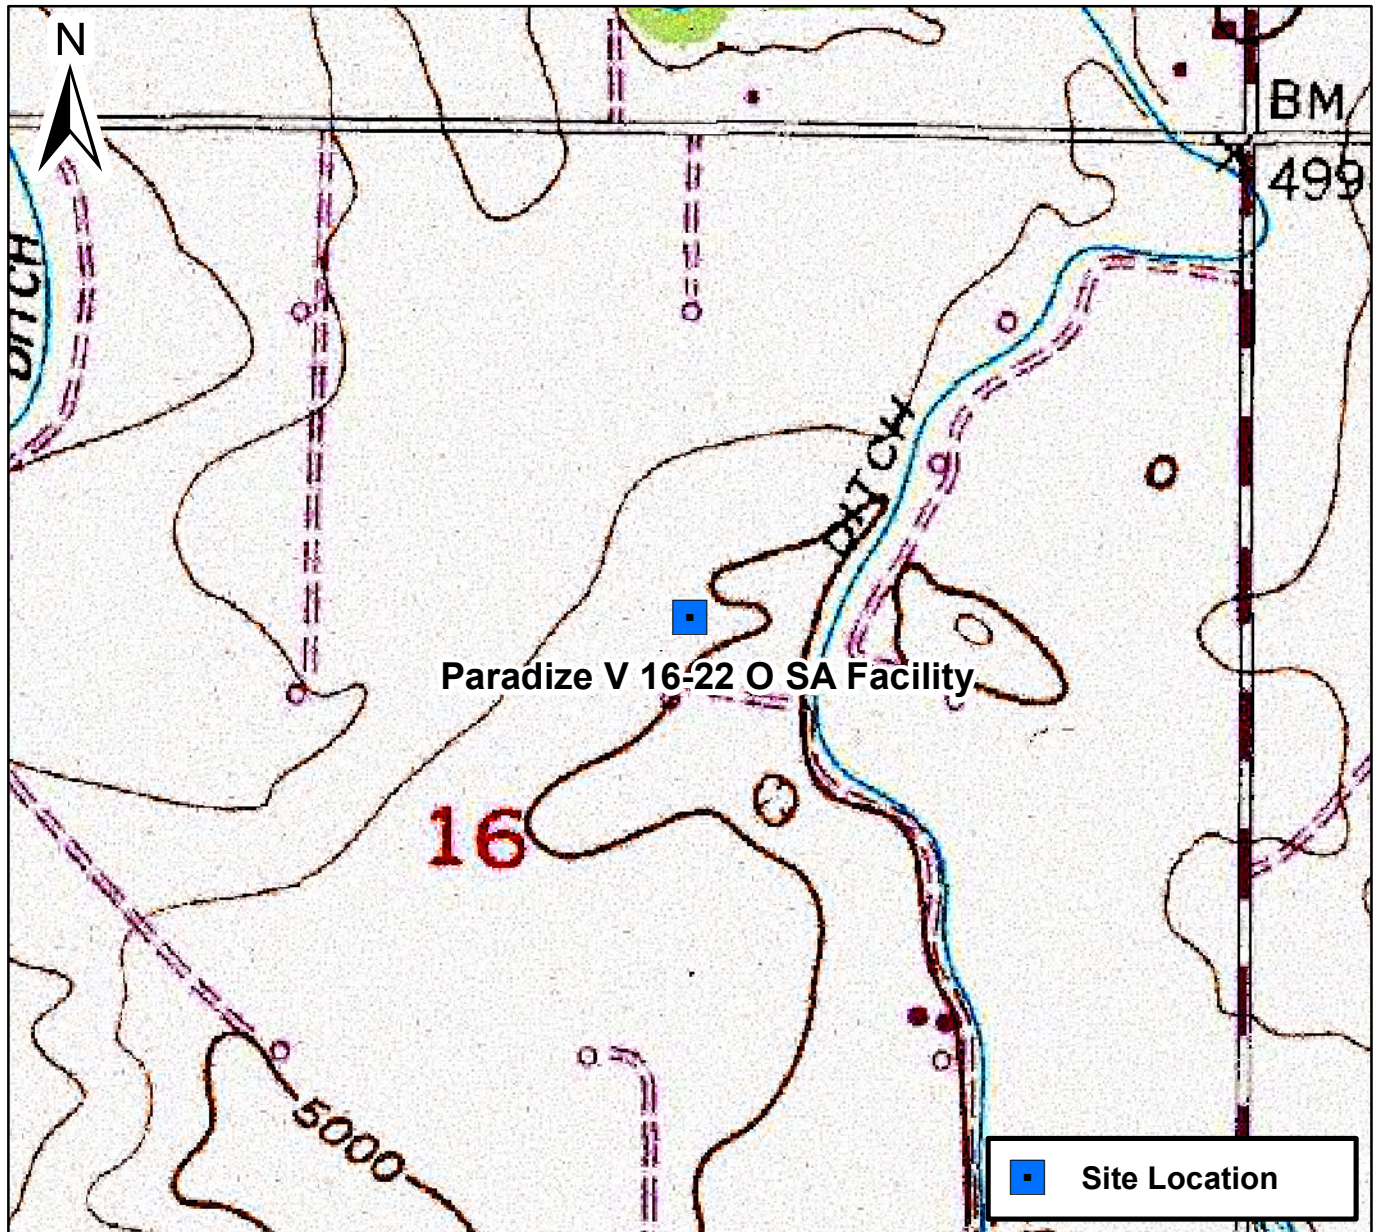 N
BM
499
DITCH
DITCH
Paradize V 16-22 O SA Facility
16
5000
Site Location